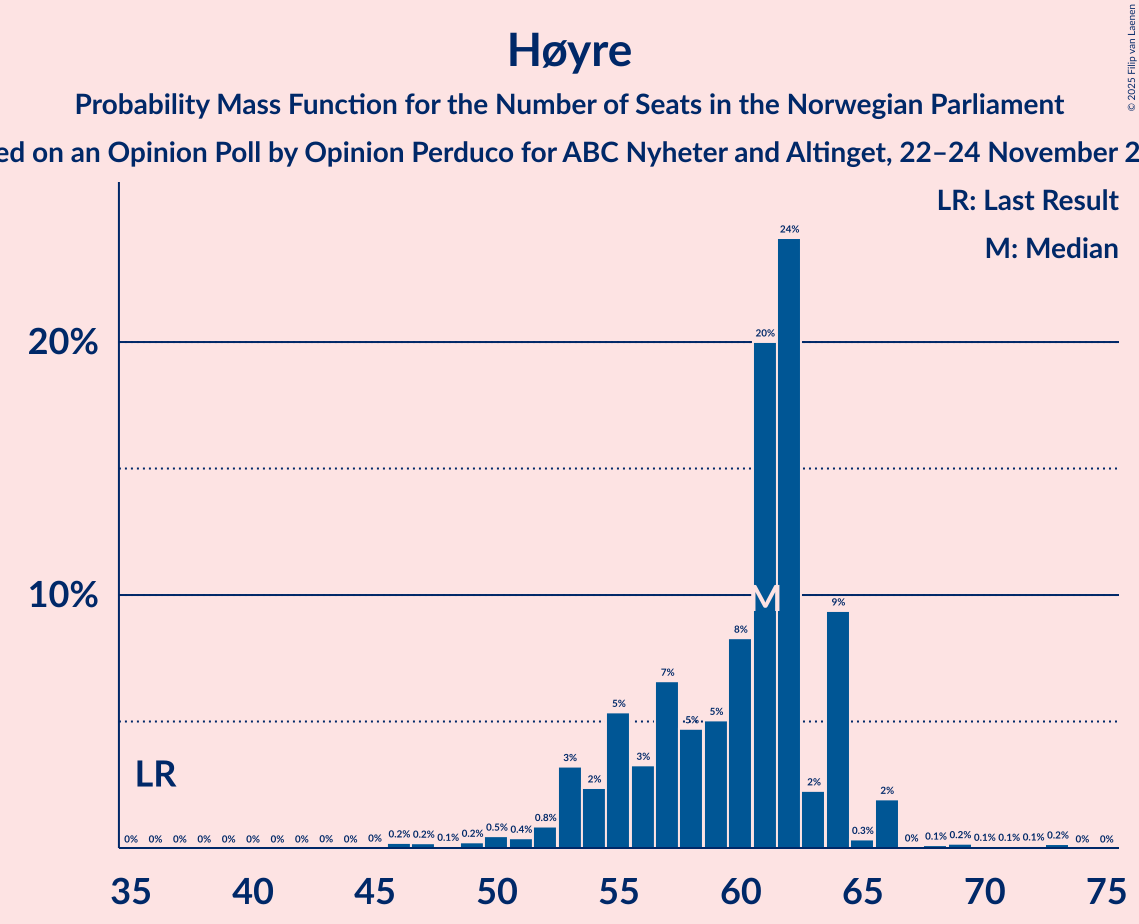 Høyre
Probability Mass Function for the Number of Seats in the Norwegian Parliament
on an Opinion Poll by Opinion Perduco for ABC Nyheter and Altinget, 22–24 November
© 2025 Filip van Laenen
LR: Last Result
M: Median
20%
10%
LR
M
0% 0% 0% 0% 0% 0% 0% 0% 0% 0% 0% 0.2% 0.2% 0.1% 0.2% 0.5% 0.4% 0.8% 3% 2% 5% 3% 7% 5% 5% 8% 20% 24% 2% 9% 0.3% 2% 0% 0.1% 0.2% 0.1% 0.1% 0.1% 0.2% 0% 0%
35 40 45 50 55 60 65 70 75